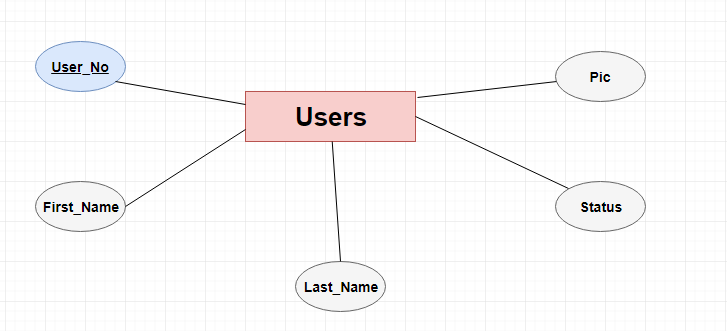 User_No
Pic
Users
First_Name
Status
Last_Name